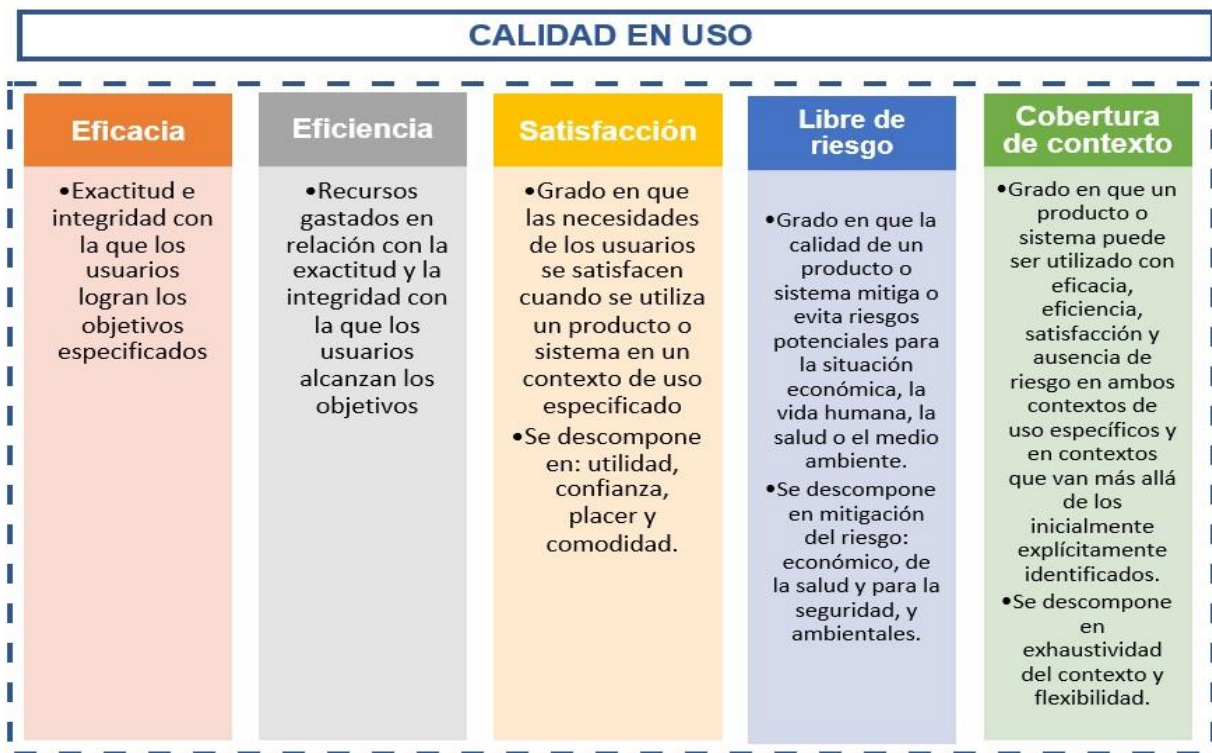 CALIDAD EN USO
Eficacia
•Exactitud e
integridad con
la que los
usuarios
logran los
objetivos
especificados
Eficiencia
•Recursos
gastados en
relación con la
exactitud y la
integridad con
la que los
usuarios
alcanzan los
objetivos
Satisfacción
•Grado en que
las necesidades
de los usuarios
se satisfacen
cuando se utiliza
un producto o
sistema en un
contexto de uso
especificado
•Se descompone
en: utilidad,
confianza,
placer y
comodidad.
Libre de
riesgo
•Grado en que la
calidad de un
producto o
sistema mitiga o
evita riesgos
potenciales para
la situación
económica, la
vida humana, la
salud o el medio
ambiente.
•Se descompone
en mitigación
del riesgo:
económico, de
la salud y para la
seguridad, y
ambientales.
Cobertura
de contexto
•Grado en que un
producto o
sistema puede
ser utilizado con
eficacia,
eficiencia,
satisfacción y
ausencia de
riesgo en ambos
contextos de
uso específicos y
en contextos
que van más allá
de los
inicialmente
explícitamente
identificados.
•Se descompone
en
exhaustividad
del contexto y
flexibilidad.